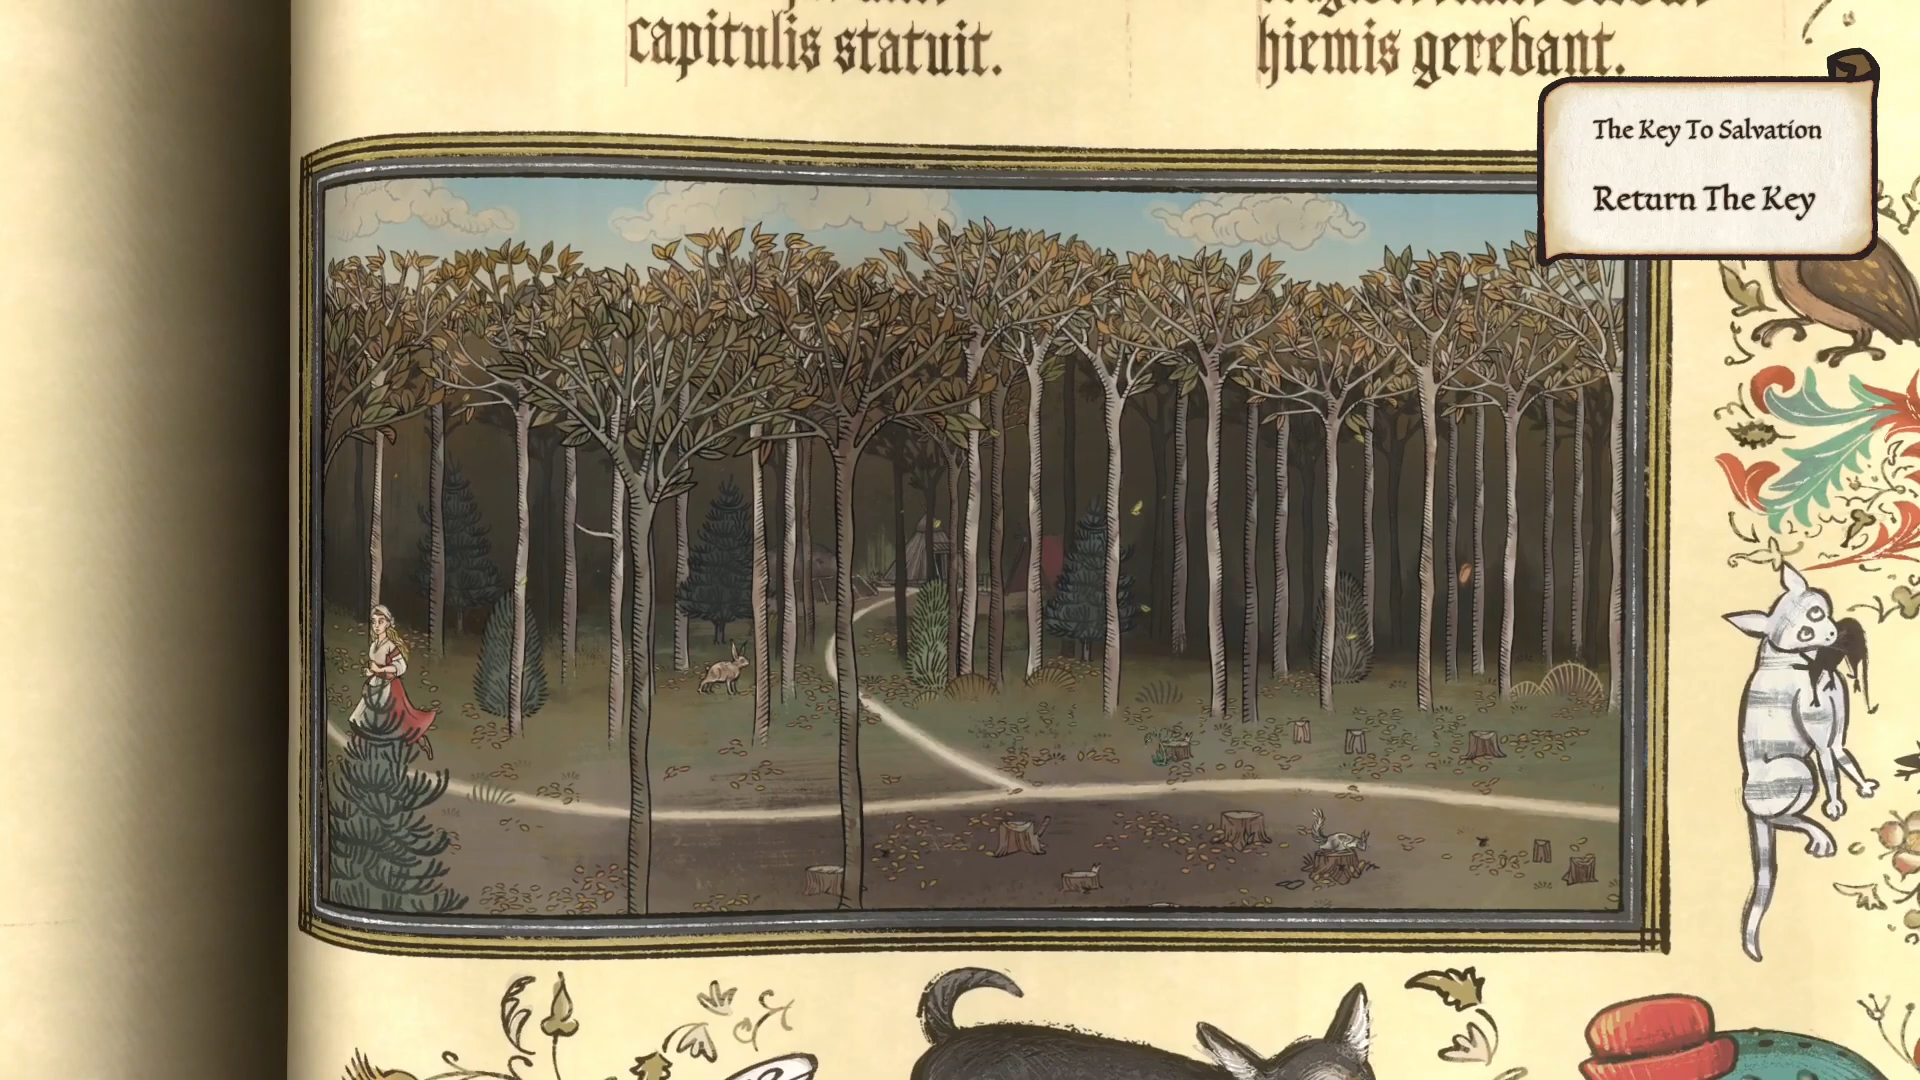 capitulis statuit.
hiemis gerebant.
The Key To Salvation
Return The Key